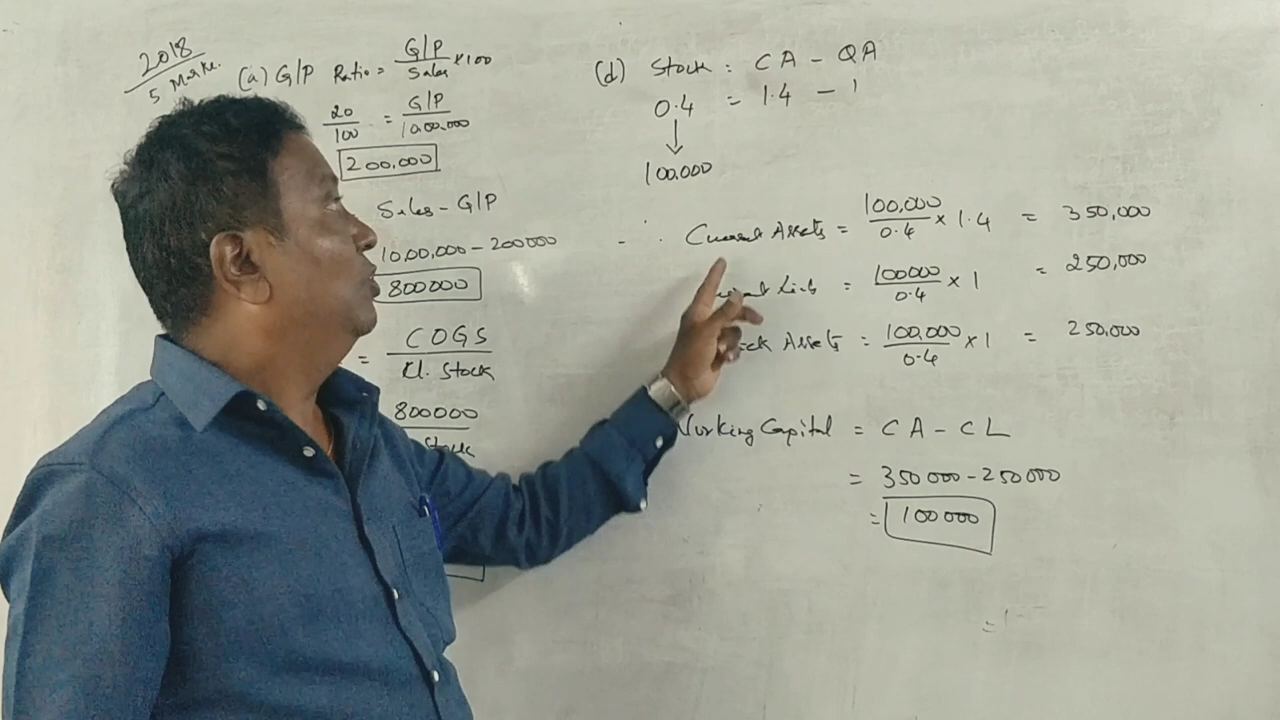 2018
5 Marks.
(a) G/P Ratio = G/P / Sales × 100
20 / 100 = G/P / 10,00,000
200,000
Sales - G/P
10,00,000 - 200000
800000
= COGS / Cl. Stock
800000
Stock
(d) Stock : CA - QA
0.4 = 1.4 - 1
↓
100,000
∴ Current Assets = 100,000 / 0.4 × 1.4 = 350,000
= 100000 / 0.4 × 1 = 250,000
Assets = 100,000 / 0.4 × 1 = 250,000
Working Capital = CA - CL
= 350000 - 250000
= 100000
=